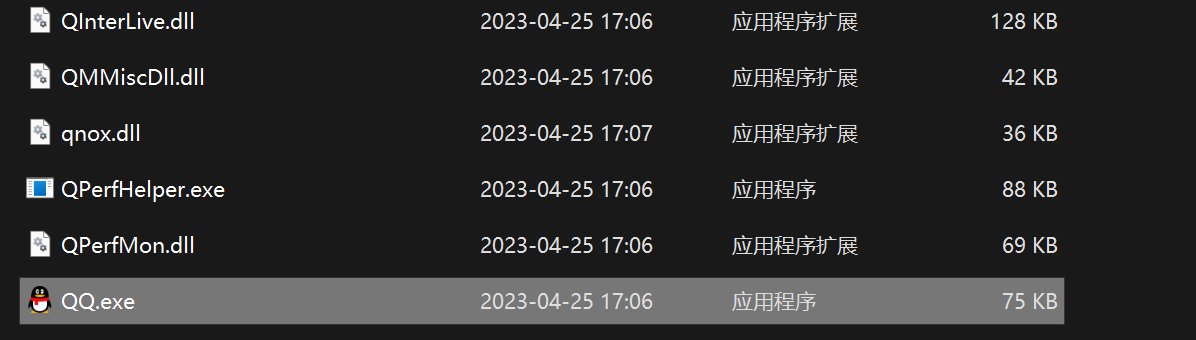 QInterLive.dll 2023-04-25 17:06 应用程序扩展 128 KB
QMMiscDll.dll 2023-04-25 17:06 应用程序扩展 42 KB
qnox.dll 2023-04-25 17:07 应用程序扩展 36 KB
QPerfHelper.exe 2023-04-25 17:06 应用程序 88 KB
QPerfMon.dll 2023-04-25 17:06 应用程序扩展 69 KB
QQ.exe 2023-04-25 17:06 应用程序 75 KB